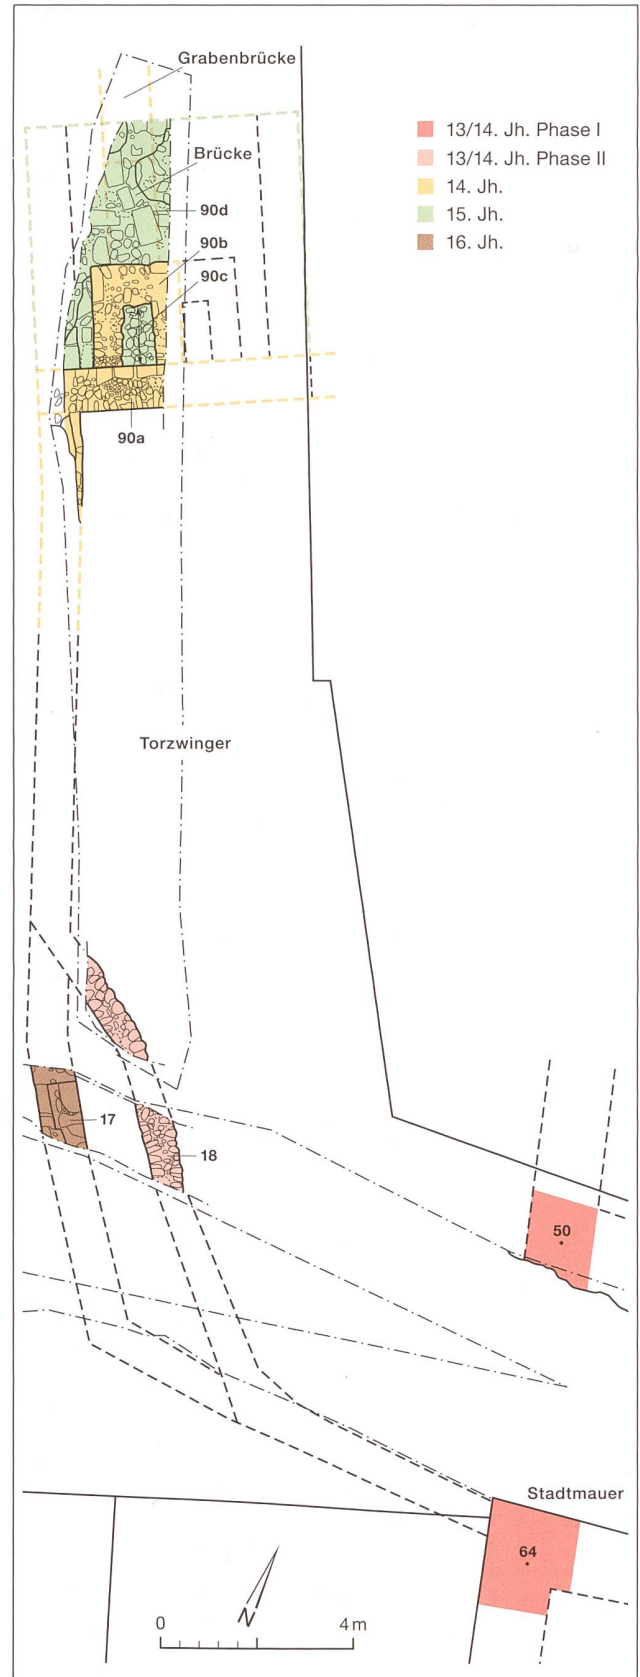 Grabenbrücke
Brücke
90d
90b
90c
90a
13/14. Jh. Phase I
13/14. Jh. Phase II
14. Jh.
15. Jh.
16. Jh.
Torzwinger
17
18
50
Stadtmauer
64
N
0 4 m